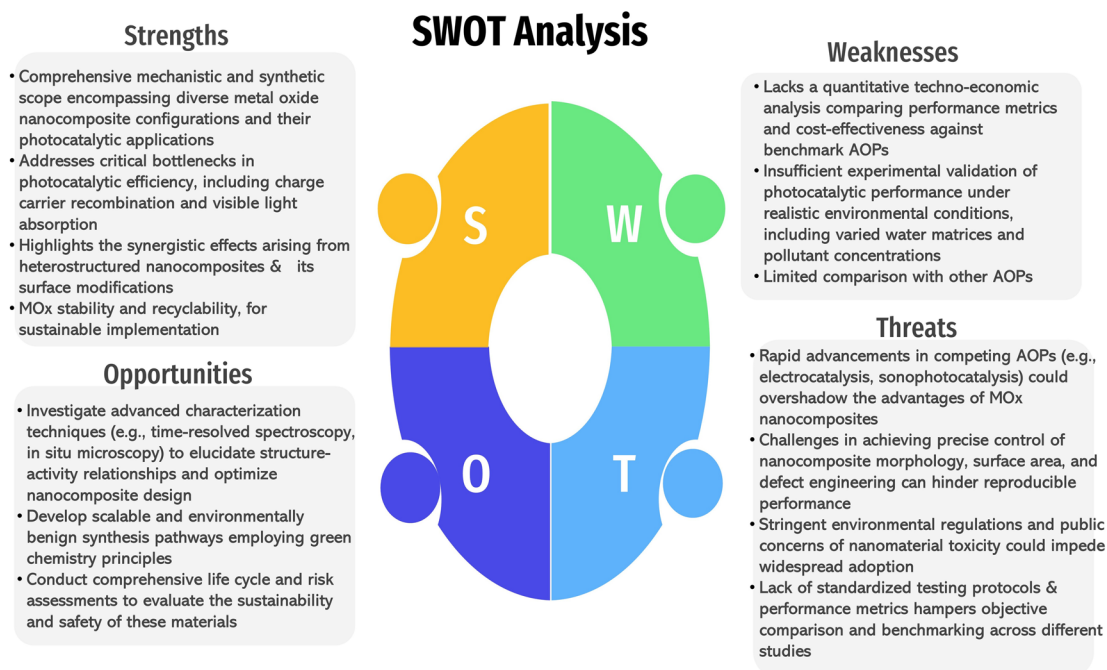 SWOT Analysis
Strengths
• Comprehensive mechanistic and synthetic
scope encompassing diverse metal oxide
nanocomposite configurations and their
photocatalytic applications
• Addresses critical bottlenecks in
photocatalytic efficiency, including charge
carrier recombination and visible light
absorption
• Highlights the synergistic effects arising from
heterostructured nanocomposites & its
surface modifications
• MOx stability and recyclability, for
sustainable implementation
Weaknesses
• Lacks a quantitative techno-economic
analysis comparing performance metrics
and cost-effectiveness against
benchmark AOPs
• Insufficient experimental validation of
photocatalytic performance under
realistic environmental conditions,
including varied water matrices and
pollutant concentrations
• Limited comparison with other AOPs
S
W
O
T
Opportunities
• Investigate advanced characterization
techniques (e.g., time-resolved spectroscopy,
in situ microscopy) to elucidate structure-
activity relationships and optimize
nanocomposite design
• Develop scalable and environmentally
benign synthesis pathways employing green
chemistry principles
• Conduct comprehensive life cycle and risk
assessments to evaluate the sustainability
and safety of these materials
Threats
• Rapid advancements in competing AOPs (e.g.,
electrocatalysis, sonophotocatalysis) could
overshadow the advantages of MOx
nanocomposites
• Challenges in achieving precise control of
nanocomposite morphology, surface area, and
defect engineering can hinder reproducible
performance
• Stringent environmental regulations and public
concerns of nanomaterial toxicity could impede
widespread adoption
• Lack of standardized testing protocols &
performance metrics hampers objective
comparison and benchmarking across different
studies